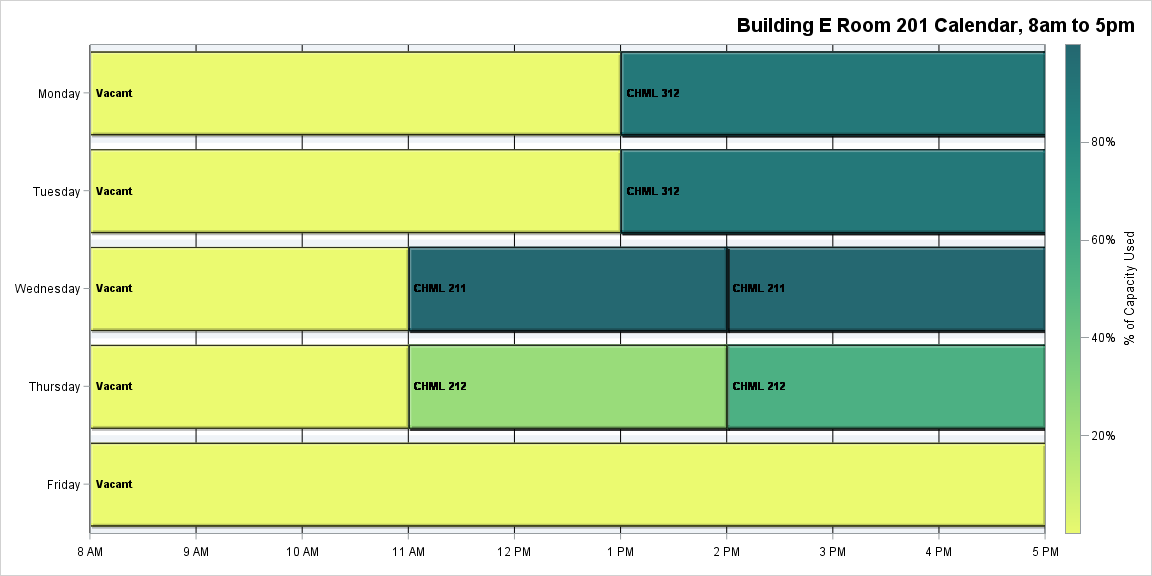 Building E Room 201 Calendar, 8am to 5pm
Monday
Vacant
CHML 312
Tuesday
Vacant
CHML 312
Wednesday
Vacant
CHML 211
CHML 211
Thursday
Vacant
CHML 212
CHML 212
Friday
Vacant
8 AM
9 AM
10 AM
11 AM
12 PM
1 PM
2 PM
3 PM
4 PM
5 PM
80%
60%
40%
20%
% of Capacity Used